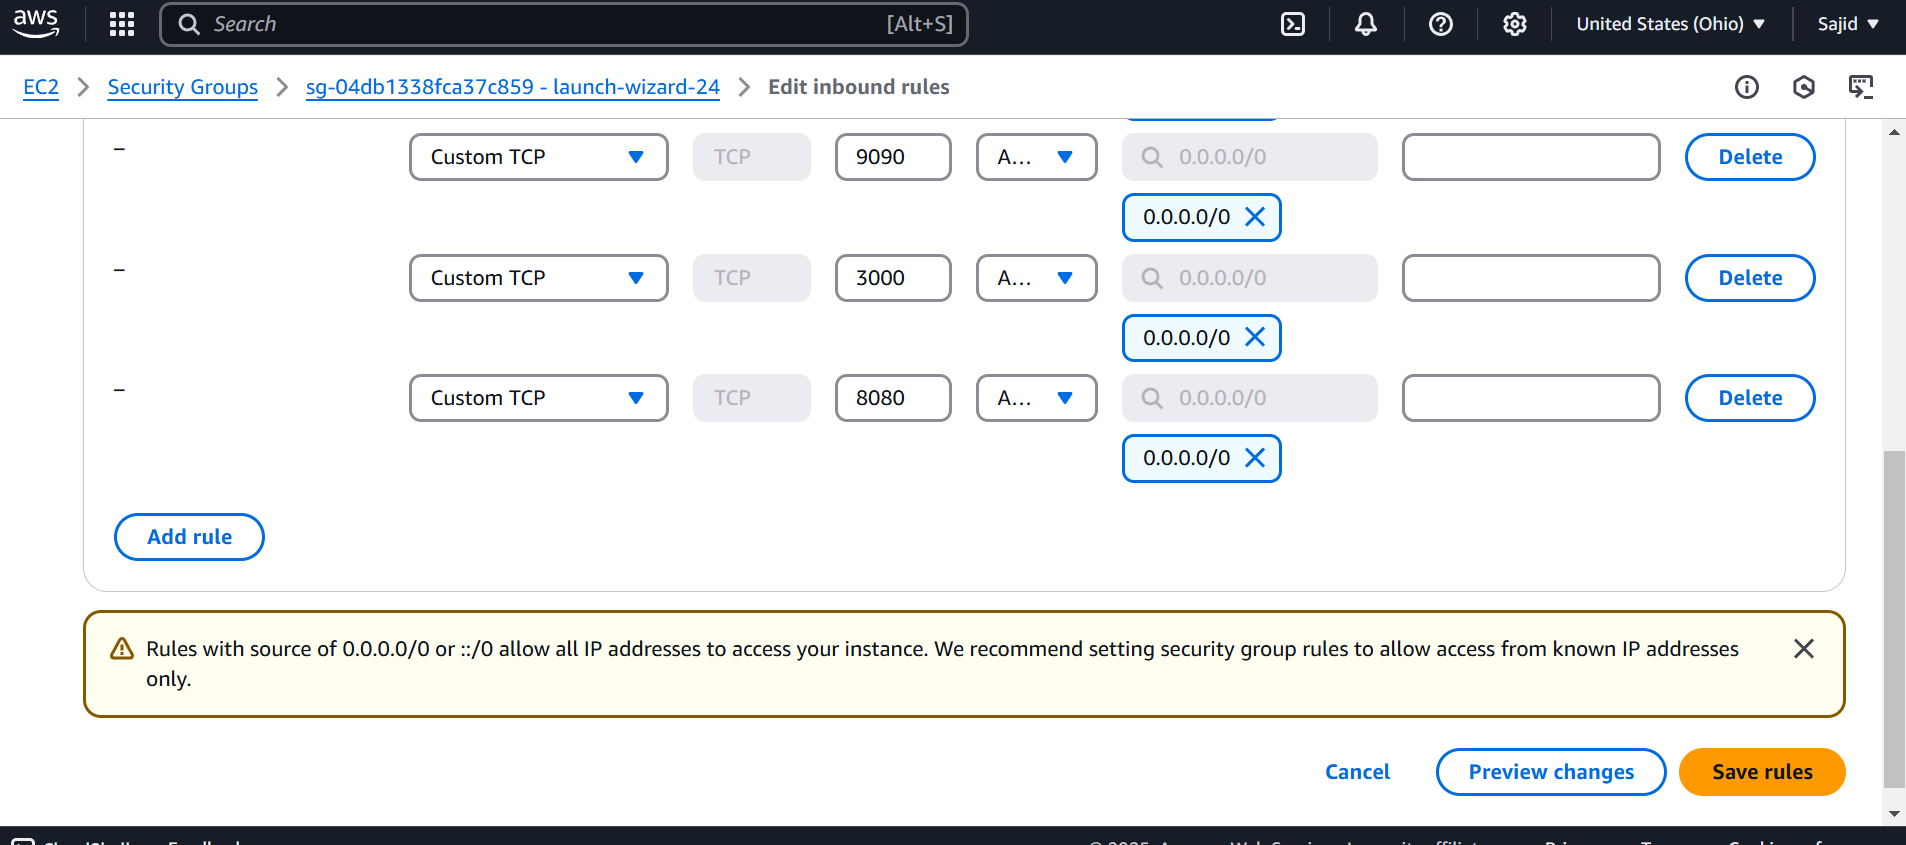 aws Search [Alt+S] United States (Ohio) Sajid
EC2 Security Groups sg-04db1338fca37c859 - launch-wizard-24 Edit inbound rules
– Custom TCP TCP 9090 A... 0.0.0.0/0 Delete
0.0.0.0/0
– Custom TCP TCP 3000 A... 0.0.0.0/0 Delete
0.0.0.0/0
– Custom TCP TCP 8080 A... 0.0.0.0/0 Delete
0.0.0.0/0
Add rule
Rules with source of 0.0.0.0/0 or ::/0 allow all IP addresses to access your instance. We recommend setting security group rules to allow access from known IP addresses
only.
Cancel Preview changes Save rules